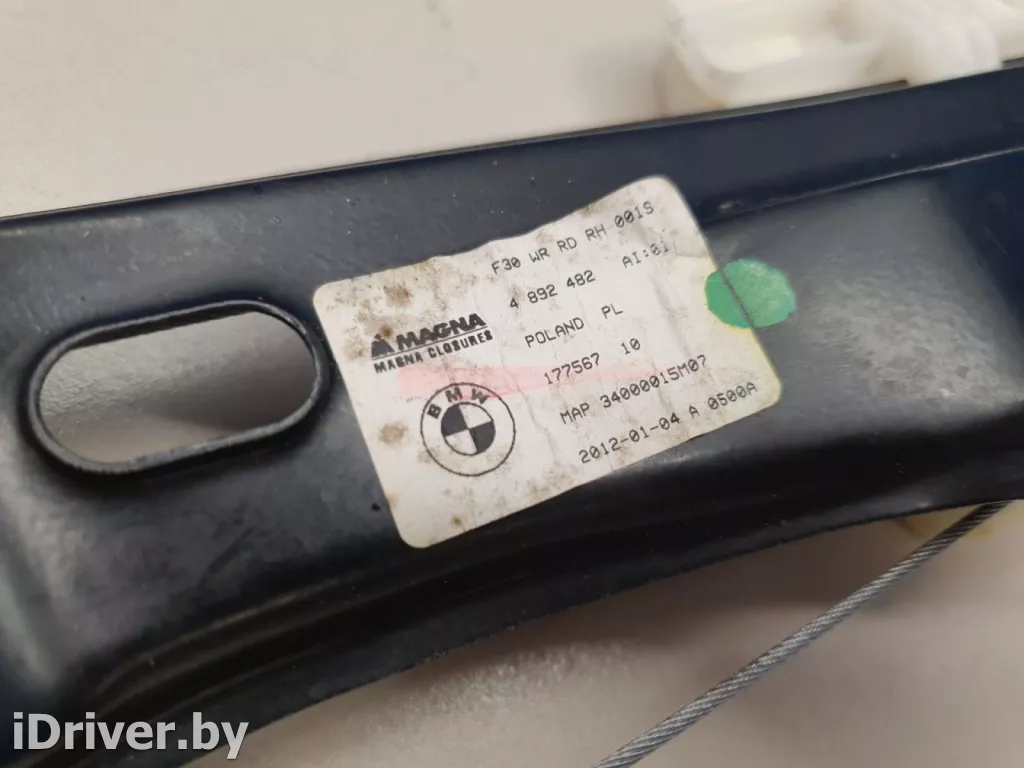 F30 WR RD RH 001S
4 892 482 AI:01
POLAND PL
177567 10
MAP 34000015M07
2012-01-04 A 0500A
MAGNA
MAGNA CLOSURES
BMW
iDriver.by